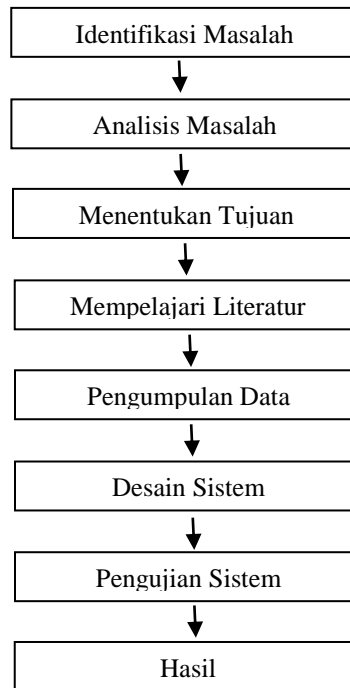 Identifikasi Masalah
Analisis Masalah
Menentukan Tujuan
Mempelajari Literatur
Pengumpulan Data
Desain Sistem
Pengujian Sistem
Hasil